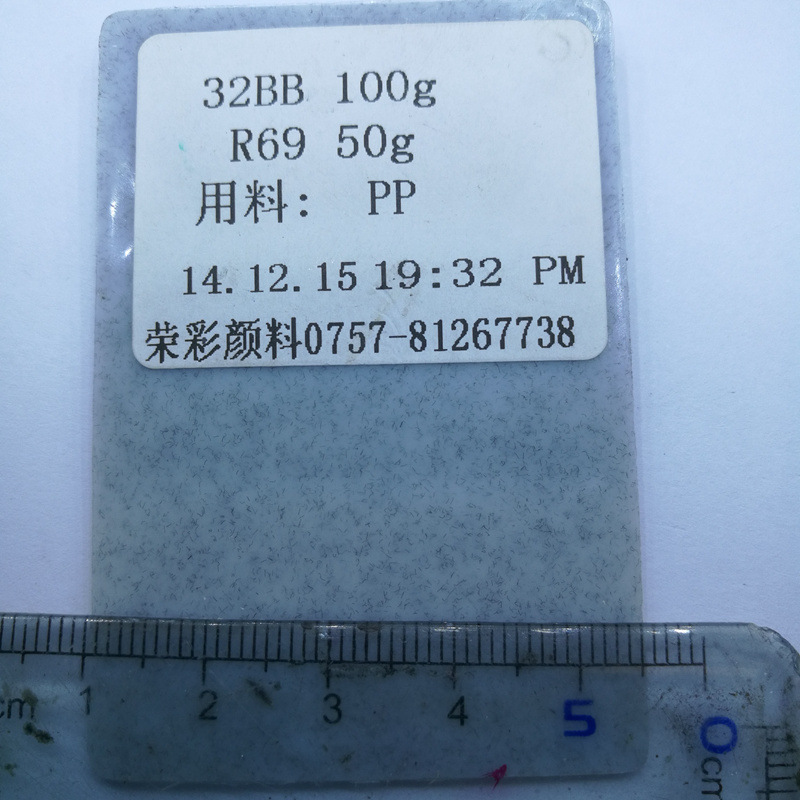 32BB 100g
R69 50g
用料: PP
14.12.15 19:32 PM
荣彩颜料0757-81267738
cm 1 2 3 4 5 0
cm